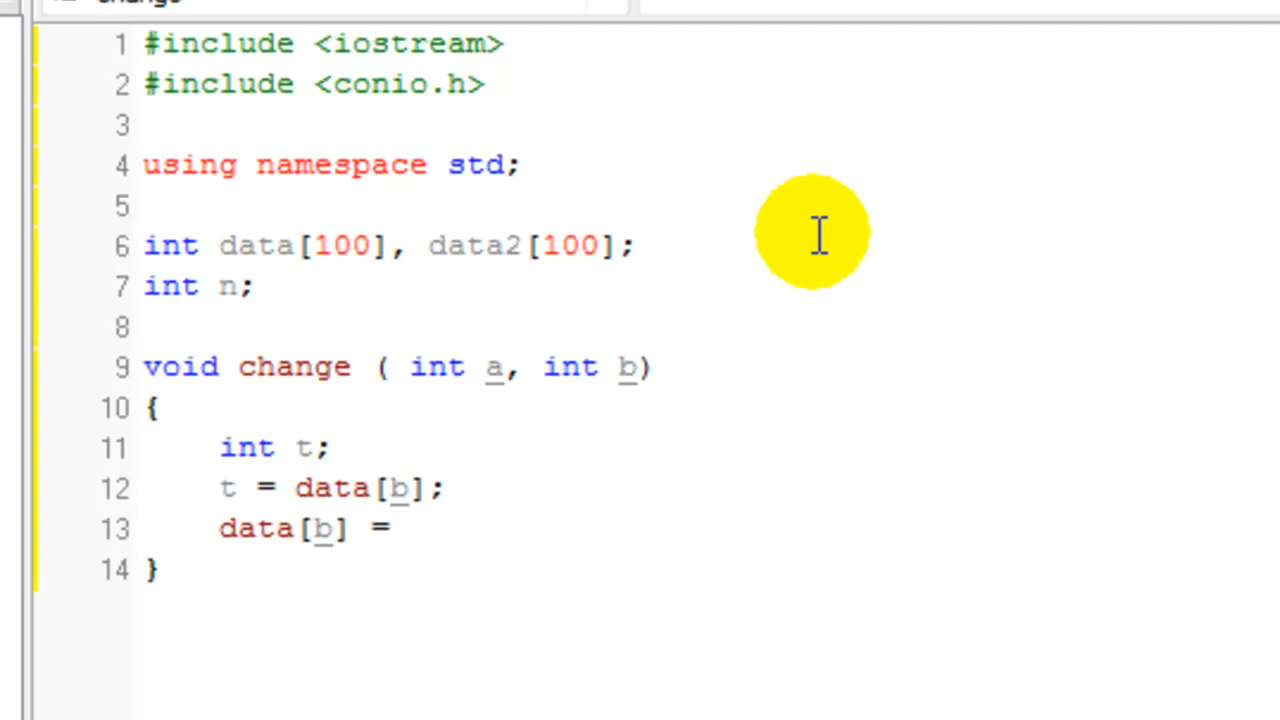 change
1 #include <iostream>
2 #include <conio.h>
3
4 using namespace std;
5
6 int data[100], data2[100];
7 int n;
8
9 void change ( int a, int b)
10 {
11     int t;
12     t = data[b];
13     data[b] =
14 }